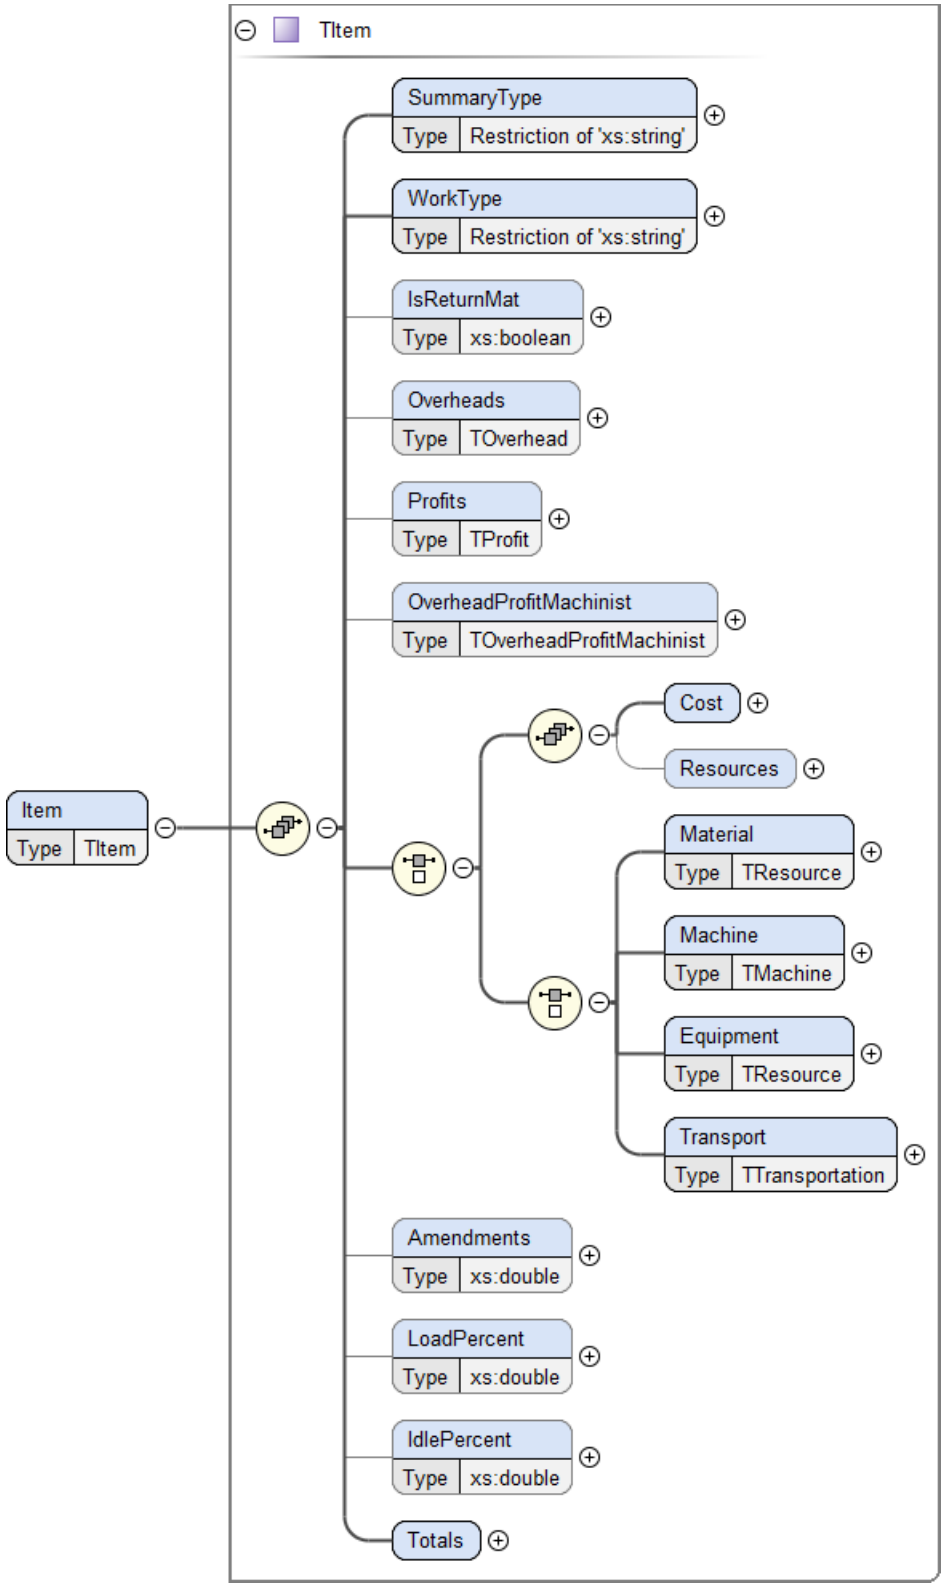 TItem
SummaryType
Type Restriction of 'xs:string'
WorkType
Type Restriction of 'xs:string'
IsReturnMat
Type xs:boolean
Overheads
Type TOverhead
Profits
Type TProfit
OverheadProfitMachinist
Type TOverheadProfitMachinist
Cost
Resources
Item
Type TItem
Material
Type TResource
Machine
Type TMachine
Equipment
Type TResource
Transport
Type TTransportation
Amendments
Type xs:double
LoadPercent
Type xs:double
IdlePercent
Type xs:double
Totals